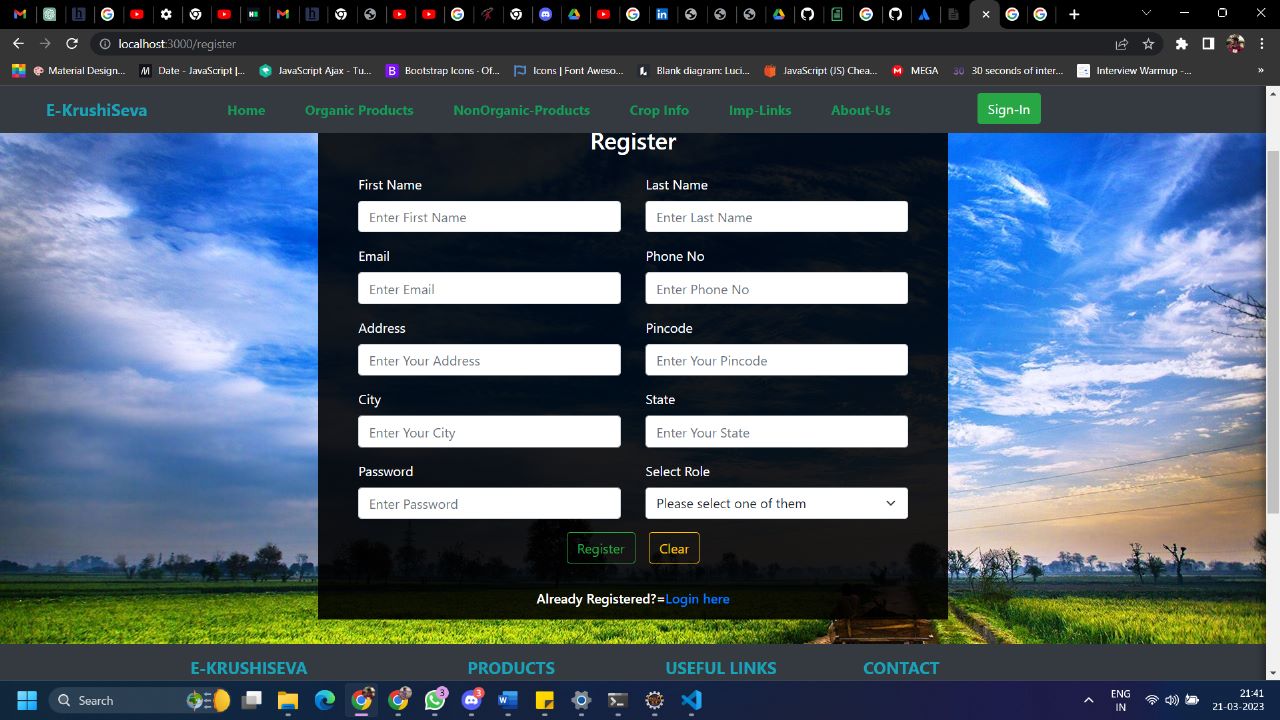 localhost:3000/register
Material Design...
Date - JavaScript |...
JavaScript Ajax - Tu...
Bootstrap Icons - Of...
Icons | Font Aweso...
Blank diagram: Luci...
JavaScript (JS) Chea...
MEGA
30 seconds of inter...
Interview Warmup -...
»
E-KrushiSeva
Home
Organic Products
NonOrganic-Products
Crop Info
Imp-Links
About-Us
Sign-In
Register
First Name
Last Name
Enter First Name
Enter Last Name
Email
Phone No
Enter Email
Enter Phone No
Address
Pincode
Enter Your Address
Enter Your Pincode
City
State
Enter Your City
Enter Your State
Password
Select Role
Enter Password
Please select one of them
Register
Clear
Already Registered?=Login here
E-KRUSHISEVA
PRODUCTS
USEFUL LINKS
CONTACT
Search
3
3
ENG
IN
21:41
21-03-2023